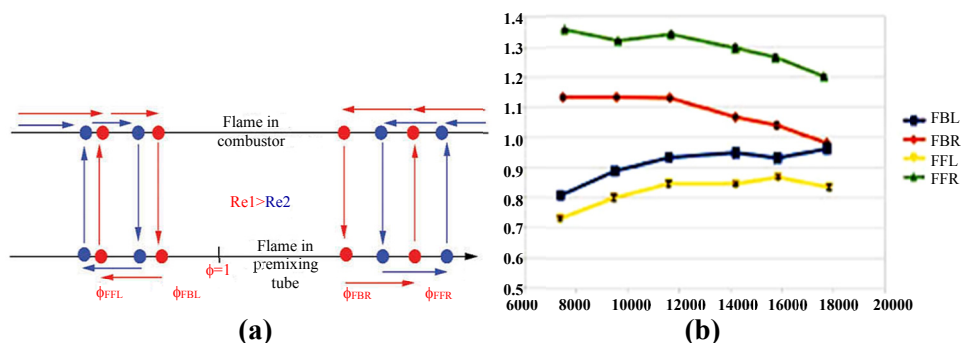 Flame in
combustor
Re1>Re2
Flame in
premixing
tube
ϕ=1
ϕFFL
ϕFBL
ϕFBR
ϕFFR
(a)
1.4
1.3
1.2
1.1
1.0
0.9
0.8
0.7
0.6
0.5
6000
8000
10000
12000
14000
16000
18000
20000
FBL
FBR
FFL
FFR
(b)